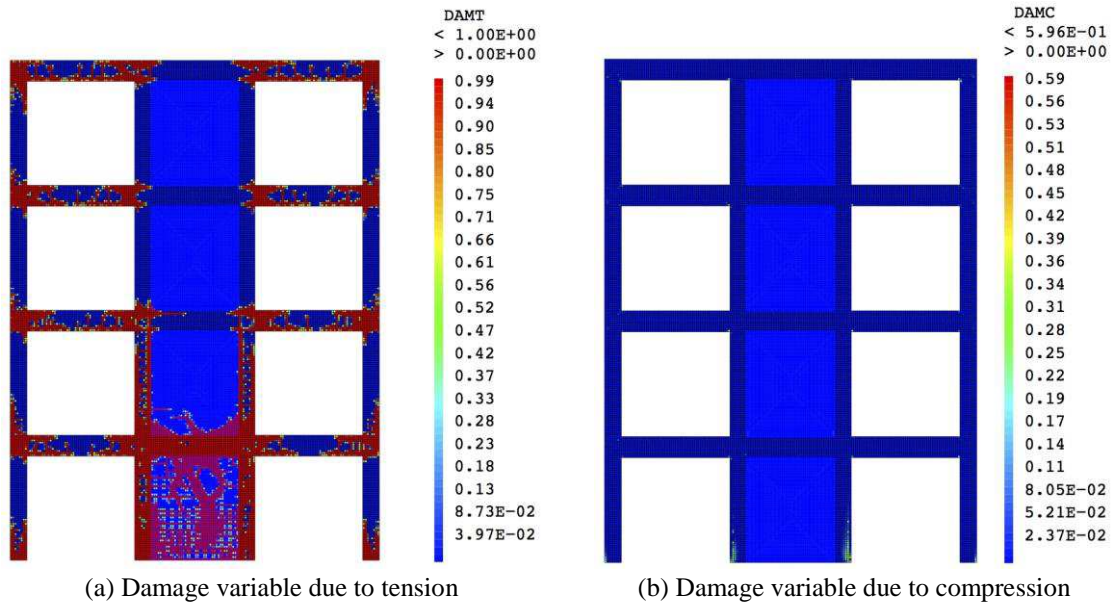 DAMT
< 1.00E+00
> 0.00E+00
0.99
0.94
0.90
0.85
0.80
0.75
0.71
0.66
0.61
0.56
0.52
0.47
0.42
0.37
0.33
0.28
0.23
0.18
0.13
8.73E-02
3.97E-02
(a) Damage variable due to tension
DAMC
< 5.96E-01
> 0.00E+00
0.59
0.56
0.53
0.51
0.48
0.45
0.42
0.39
0.36
0.34
0.31
0.28
0.25
0.22
0.19
0.17
0.14
0.11
8.05E-02
5.21E-02
2.37E-02
(b) Damage variable due to compression